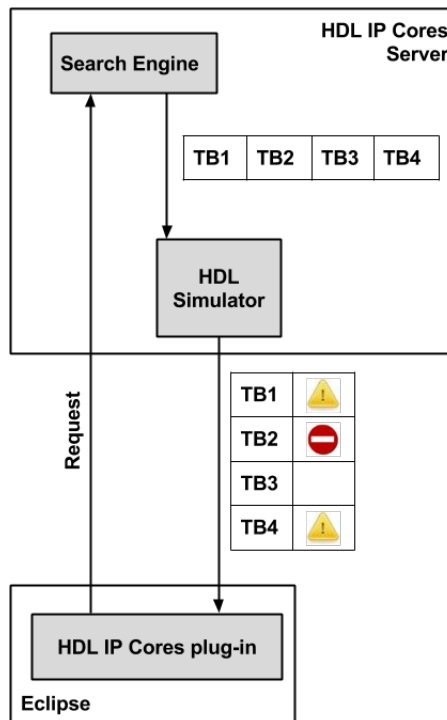 HDL IP Cores
Server
Search Engine
TB1 TB2 TB3 TB4
HDL
Simulator
Request
TB1
TB2
TB3
TB4
HDL IP Cores plug-in
Eclipse